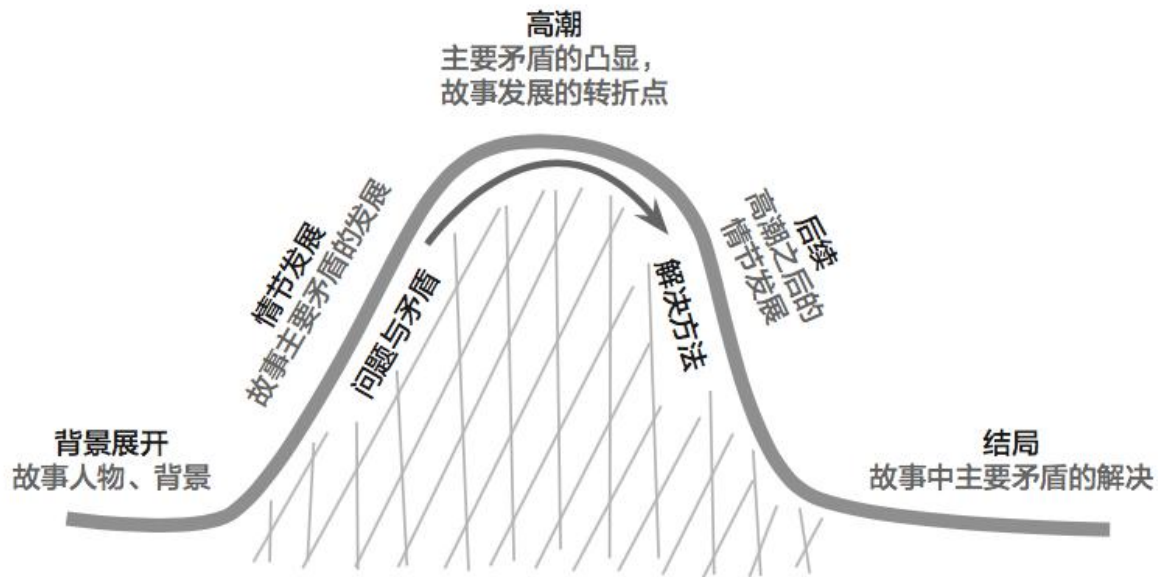 高潮
主要矛盾的凸显，
故事发展的转折点
情节发展
故事主要矛盾的发展
问题与矛盾
解决方法
后续
高潮之后的
情节发展
背景展开
故事人物、背景
结局
故事中主要矛盾的解决